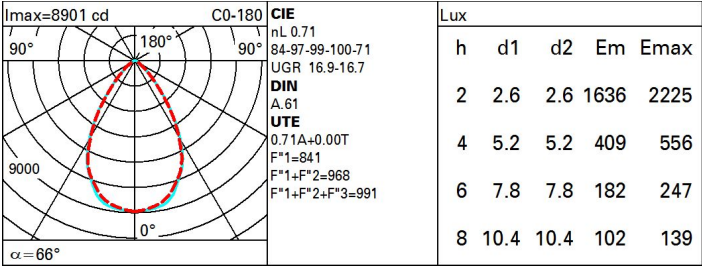 Imax=8901 cd C0-180
90° 180° 90°
9000
0°
α=66°
CIE
nL 0.71
84-97-99-100-71
UGR 16.9-16.7
DIN
A.61
UTE
0.71A+0.00T
F"1=841
F"1+F"2=968
F"1+F"2+F"3=991
Lux
h d1 d2 Em Emax
2 2.6 2.6 1636 2225
4 5.2 5.2 409 556
6 7.8 7.8 182 247
8 10.4 10.4 102 139